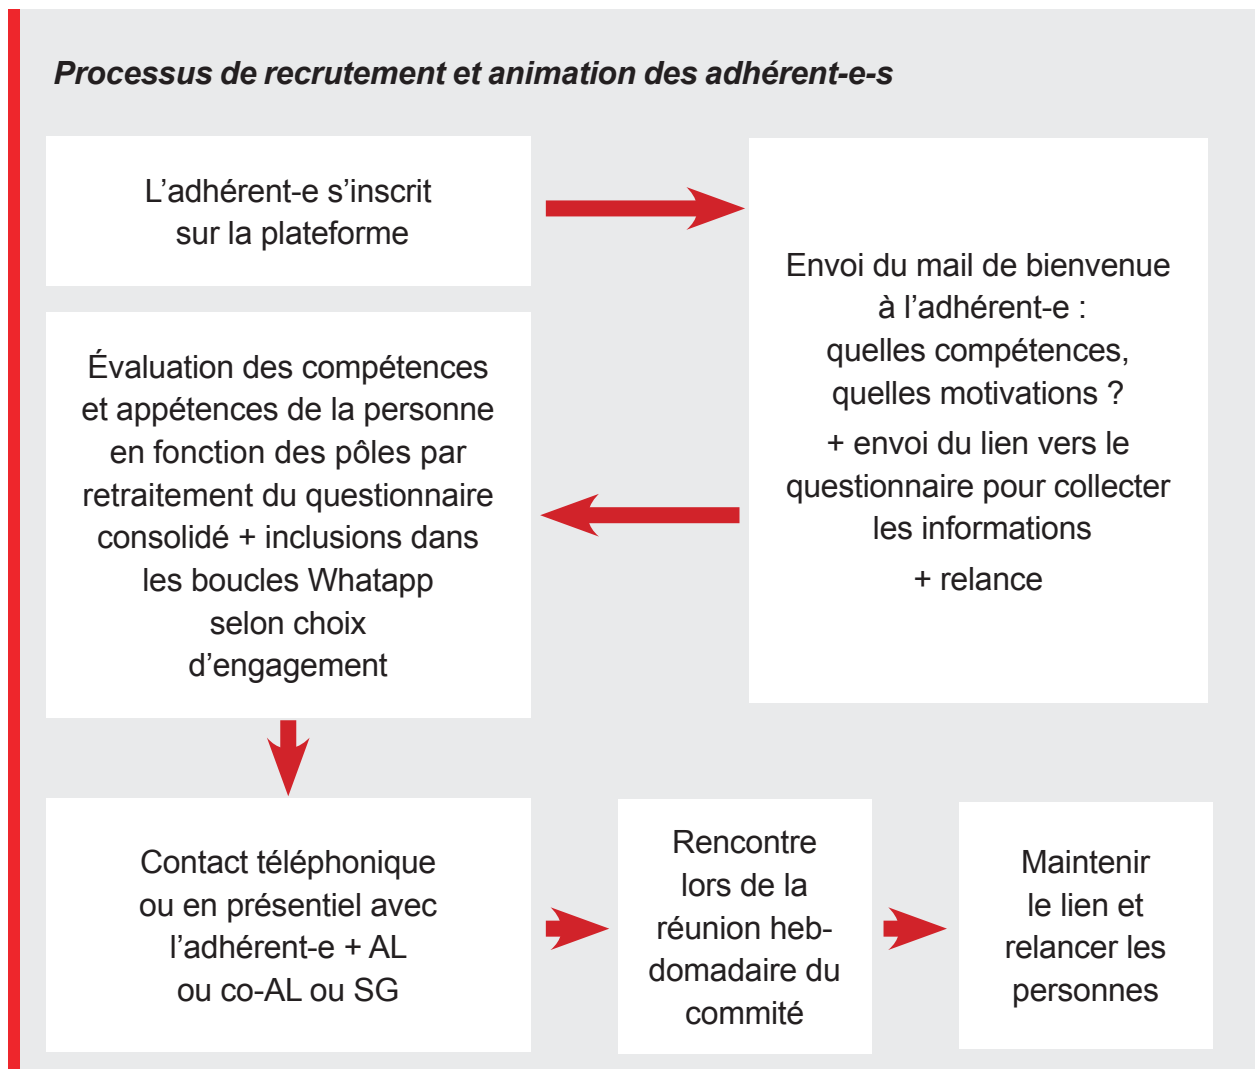 Processus de recrutement et animation des adhérent-e-s
L’adhérent-e s’inscrit
sur la plateforme
Envoi du mail de bienvenue
à l’adhérent-e :
quelles compétences,
quelles motivations ?
+ envoi du lien vers le
questionnaire pour collecter
les informations
+ relance
Évaluation des compétences
et appétences de la personne
en fonction des pôles par
retraitement du questionnaire
consolidé + inclusions dans
les boucles Whatapp
selon choix
d’engagement
Contact téléphonique
ou en présentiel avec
l’adhérent-e + AL
ou co-AL ou SG
Rencontre
lors de la
réunion heb-
domadaire du
commité
Maintenir
le lien et
relancer les
personnes